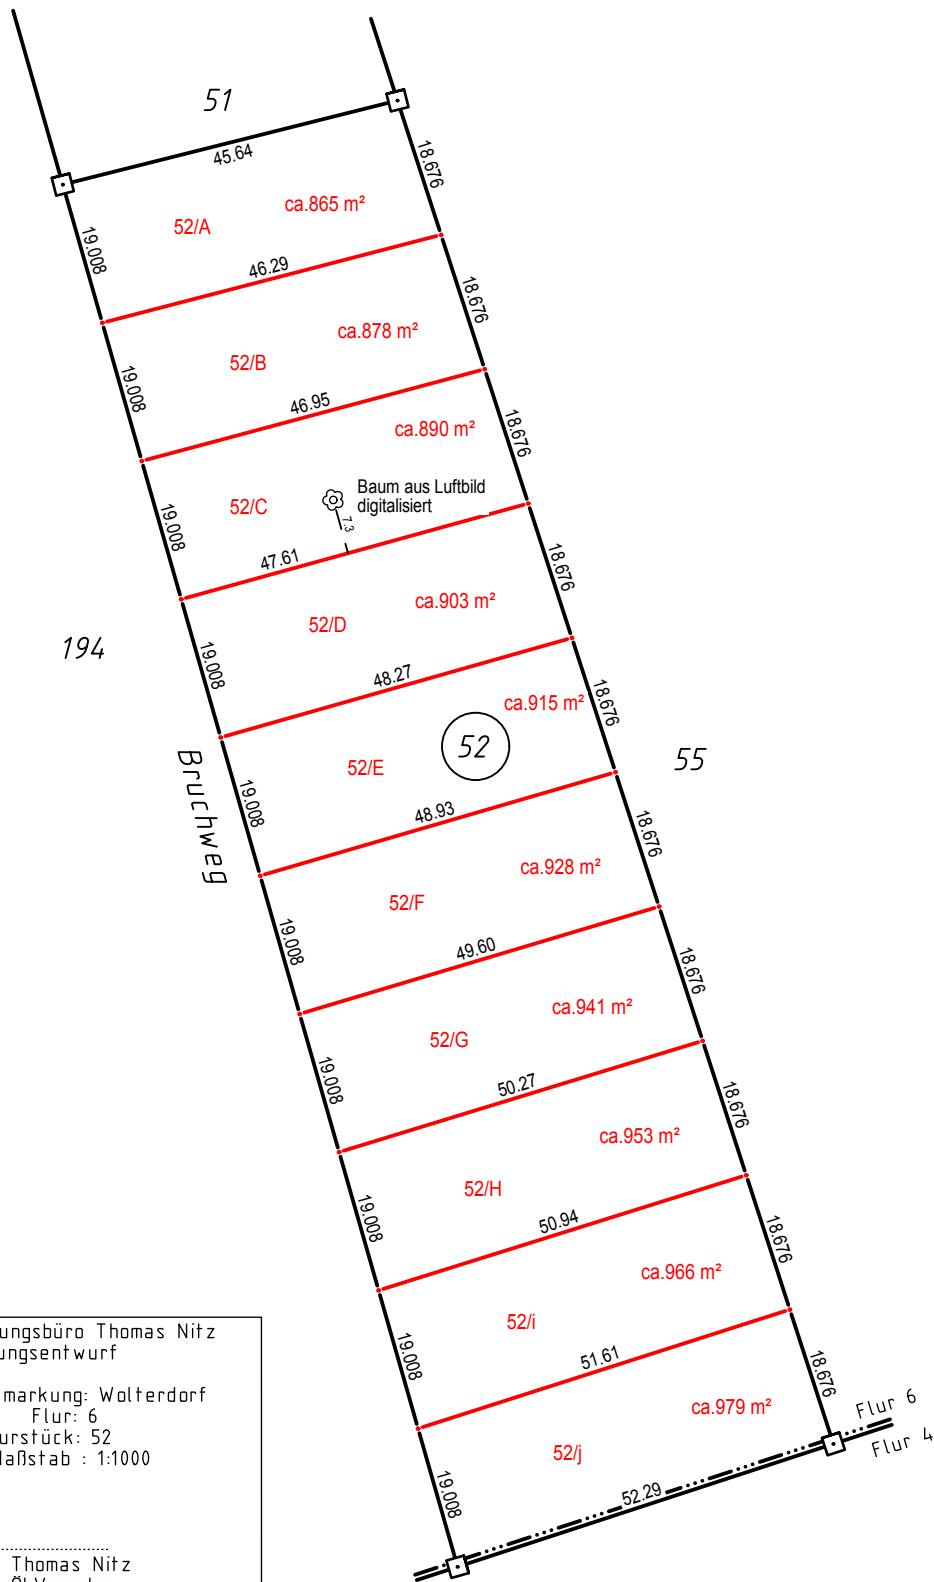 51
45.64
18.676
52/A
ca.865 m²
19.008
46.29
18.676
52/B
ca.878 m²
19.008
46.95
18.676
ca.890 m²
52/C
Baum aus Luftbild
digitalisiert
7.3
19.008
47.61
18.676
52/D
ca.903 m²
194
19.008
48.27
18.676
ca.915 m²
52
52/E
55
Bruchweg
19.008
48.93
18.676
ca.928 m²
52/F
19.008
49.60
18.676
ca.941 m²
52/G
19.008
50.27
18.676
ca.953 m²
52/H
19.008
50.94
18.676
ca.966 m²
52/i
19.008
51.61
18.676
ca.979 m²
52/j
19.008
52.29
Flur 6
Flur 4
ungsbüro Thomas Nitz
ungsentwurf
markung: Wolterdorf
Flur: 6
urstück: 52
aßstab : 1:1000
Thomas Nitz